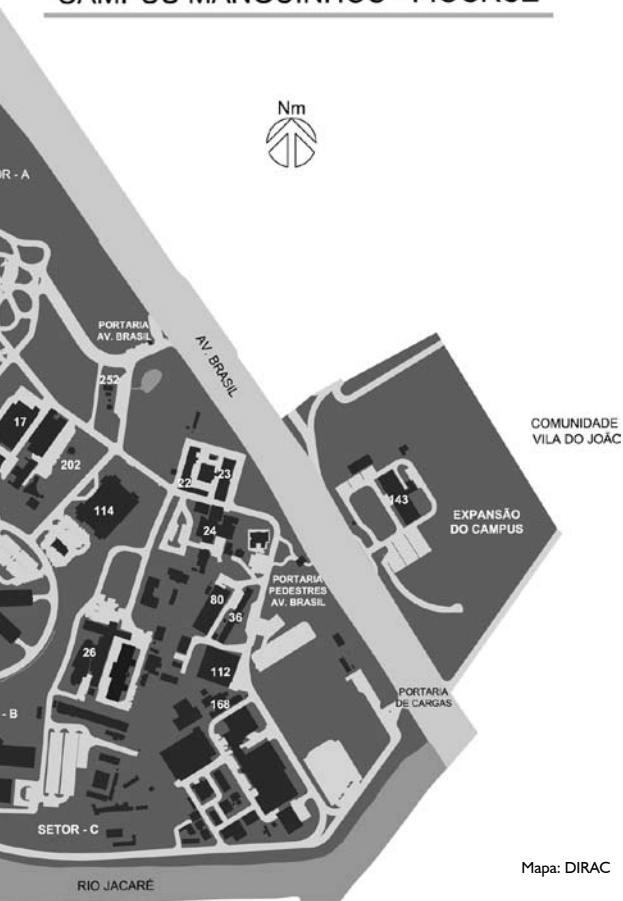 Nm
PORTARIA
AV. BRASIL
AV. BRASIL
252
17
202
COMUNIDADE
VILA DO JOÃO
22
23
143
114
EXPANSÃO
DO CAMPUS
24
PORTARIA
PEDESTRES
AV. BRASIL
80
36
26
112
PORTARIA
DE CARGAS
168
- B
SETOR - C
Mapa: DIRAC
RIO JACARÉ